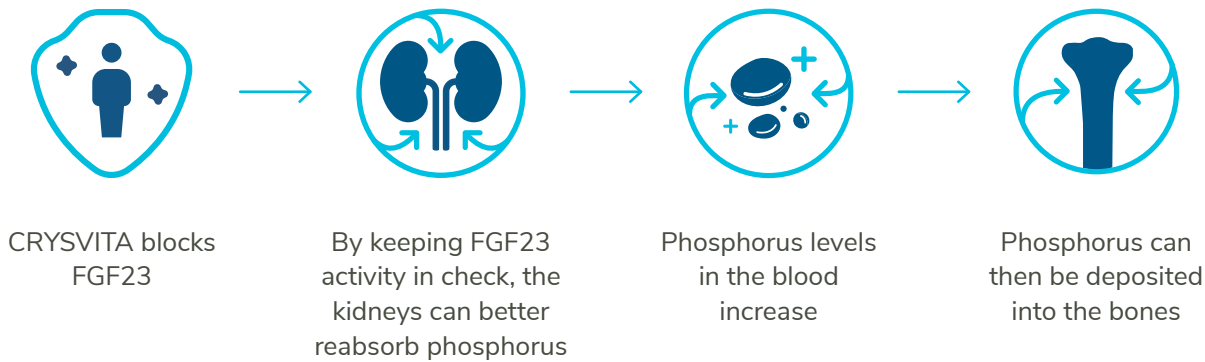 CRYSVITA blocks
FGF23
By keeping FGF23
activity in check, the
kidneys can better
reabsorb phosphorus
Phosphorus levels
in the blood
increase
Phosphorus can
then be deposited
into the bones